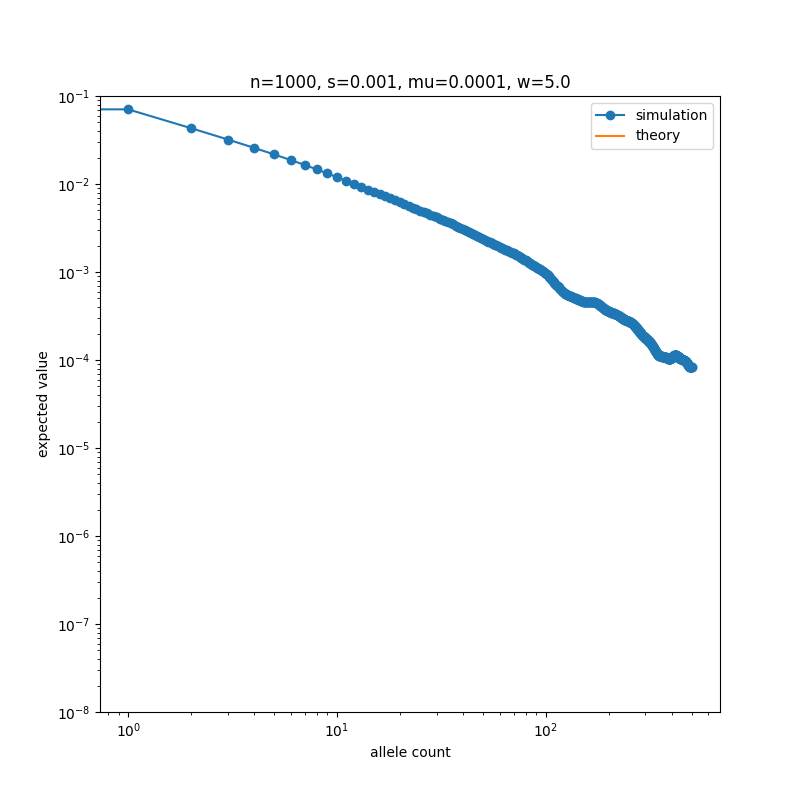 n=1000, s=0.001, mu=0.0001, w=5.0
simulation
theory
expected value
10⁻¹
10⁻²
10⁻³
10⁻⁴
10⁻⁵
10⁻⁶
10⁻⁷
10⁻⁸
10⁰ 10¹ 10²
allele count